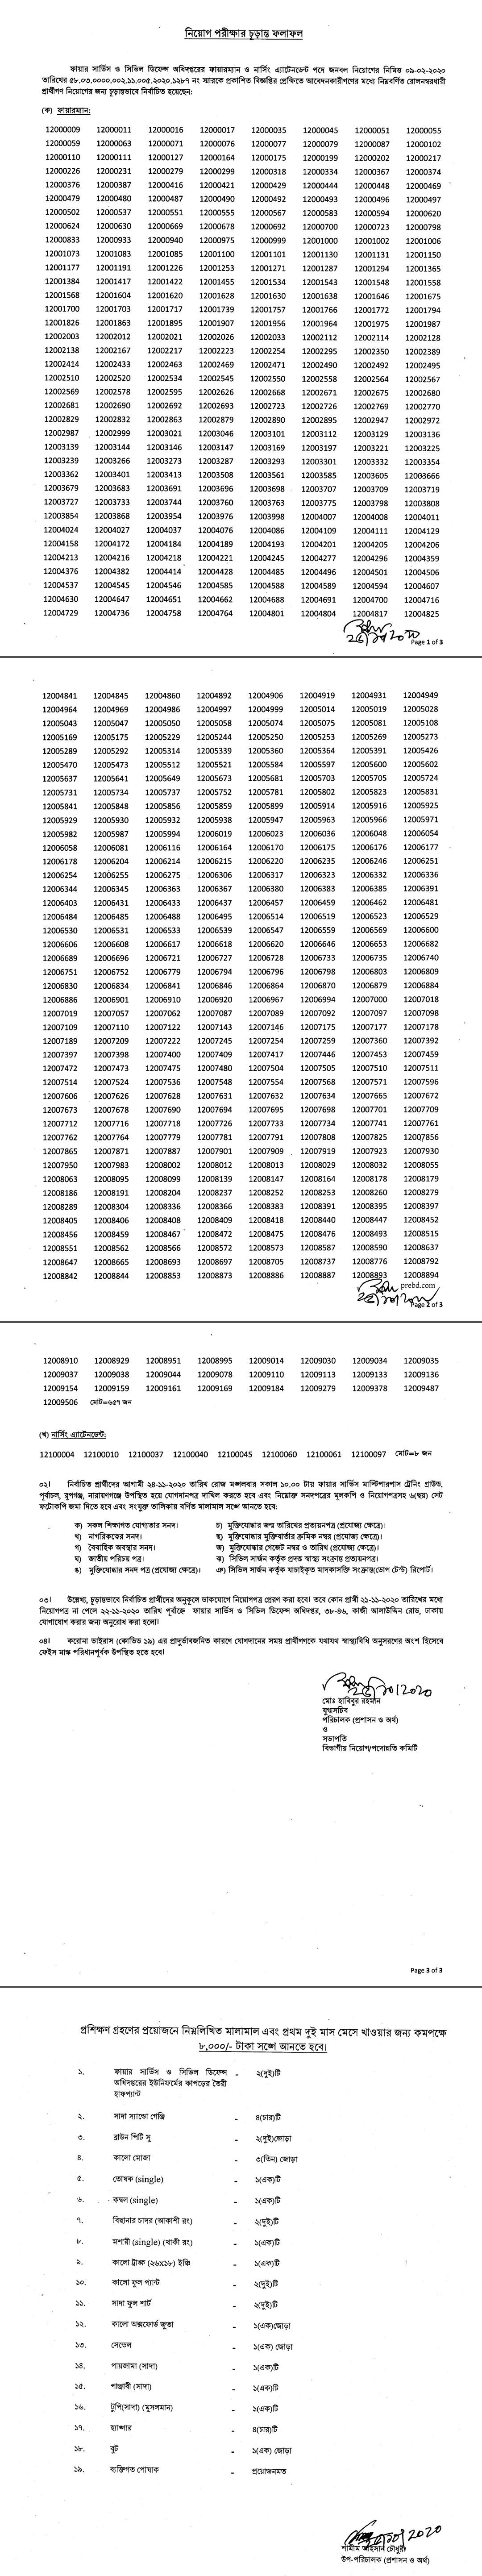 নিয়োগ পরীক্ষার চূড়ান্ত ফলাফল
ফায়ার সার্ভিস ও সিভিল ডিফেন্স অধিদপ্তরের ফায়ারম্যান ও নার্সিং এ্যাটেনডেন্ট পদে জনবল নিয়োগের নিমিত্ত ০৯-০২-২০২০
তারিখের ৫৮.০৩.০০০০.০০২.১১.০০৫.২০২০.১২৮৭ নং স্মারকে প্রকাশিত বিজ্ঞপ্তির প্রেক্ষিতে আবেদনকারীগণের মধ্যে নিম্নবর্ণিত রোলনম্বরধারী
প্রার্থীগণ নিয়োগের জন্য চূড়ান্তভাবে নির্বাচিত হয়েছেন:
(ক) ফায়ারম্যান:
12000009 12000011 12000016 12000017 12000035 12000045 12000051 12000055
12000059 12000063 12000071 12000076 12000077 12000079 12000087 12000102
12000110 12000111 12000127 12000164 12000175 12000199 12000202 12000217
12000226 12000231 12000279 12000299 12000318 12000334 12000367 12000374
12000376 12000387 12000416 12000421 12000429 12000444 12000448 12000469
12000479 12000480 12000487 12000490 12000492 12000493 12000496 12000497
12000502 12000537 12000551 12000555 12000567 12000583 12000594 12000620
12000624 12000630 12000669 12000678 12000692 12000700 12000723 12000798
12000833 12000933 12000940 12000975 12000999 12001000 12001002 12001006
12001073 12001083 12001085 12001100 12001101 12001130 12001131 12001150
12001177 12001191 12001226 12001253 12001271 12001287 12001294 12001365
12001384 12001417 12001422 12001455 12001534 12001543 12001548 12001558
12001568 12001604 12001620 12001628 12001630 12001638 12001646 12001675
12001700 12001703 12001717 12001739 12001757 12001766 12001772 12001794
12001826 12001863 12001895 12001907 12001956 12001964 12001975 12001987
12002003 12002012 12002021 12002026 12002033 12002112 12002114 12002128
12002138 12002167 12002217 12002223 12002254 12002295 12002350 12002389
12002414 12002433 12002463 12002469 12002471 12002490 12002492 12002495
12002510 12002520 12002534 12002545 12002550 12002558 12002564 12002567
12002569 12002578 12002595 12002626 12002668 12002671 12002675 12002680
12002681 12002690 12002692 12002693 12002723 12002726 12002769 12002770
12002829 12002832 12002863 12002879 12002890 12002895 12002947 12002972
12002987 12002999 12003021 12003046 12003101 12003112 12003129 12003136
12003139 12003144 12003146 12003147 12003169 12003197 12003221 12003225
12003239 12003266 12003273 12003287 12003293 12003301 12003332 12003354
12003362 12003401 12003413 12003508 12003561 12003585 12003605 12003666
12003679 12003683 12003691 12003696 12003698 12003707 12003709 12003719
12003727 12003733 12003744 12003760 12003763 12003775 12003798 12003808
12003854 12003868 12003954 12003976 12003998 12004007 12004008 12004011
12004024 12004027 12004037 12004076 12004086 12004109 12004111 12004129
12004158 12004172 12004184 12004189 12004193 12004201 12004205 12004206
12004213 12004216 12004218 12004221 12004245 12004277 12004296 12004359
12004376 12004382 12004414 12004428 12004485 12004496 12004501 12004506
12004537 12004545 12004546 12004585 12004588 12004589 12004594 12004607
12004630 12004647 12004651 12004662 12004688 12004691 12004700 12004716
12004729 12004736 12004758 12004764 12004801 12004804 12004817 12004825
Page 1 of 3
12004841 12004845 12004860 12004892 12004906 12004919 12004931 12004949
12004964 12004969 12004986 12004997 12004999 12005014 12005019 12005028
12005043 12005047 12005050 12005058 12005074 12005075 12005081 12005108
12005169 12005175 12005229 12005244 12005250 12005253 12005269 12005273
12005289 12005292 12005314 12005339 12005360 12005364 12005391 12005426
12005470 12005473 12005512 12005521 12005584 12005597 12005600 12005602
12005637 12005641 12005649 12005673 12005681 12005703 12005705 12005724
12005731 12005734 12005737 12005752 12005781 12005802 12005823 12005831
12005841 12005848 12005856 12005859 12005899 12005914 12005916 12005925
12005929 12005930 12005932 12005938 12005947 12005963 12005966 12005971
12005982 12005987 12005994 12006019 12006023 12006036 12006048 12006054
12006058 12006081 12006116 12006164 12006170 12006175 12006176 12006177
12006178 12006204 12006214 12006215 12006220 12006235 12006246 12006251
12006254 12006255 12006275 12006306 12006317 12006323 12006332 12006336
12006344 12006345 12006363 12006367 12006380 12006383 12006385 12006391
12006403 12006431 12006433 12006437 12006457 12006459 12006462 12006481
12006484 12006485 12006488 12006495 12006514 12006519 12006523 12006529
12006530 12006531 12006533 12006539 12006547 12006559 12006569 12006600
12006606 12006608 12006617 12006618 12006620 12006646 12006653 12006682
12006689 12006696 12006721 12006727 12006728 12006733 12006735 12006740
12006751 12006752 12006779 12006794 12006796 12006798 12006803 12006809
12006830 12006834 12006841 12006846 12006864 12006870 12006879 12006884
12006886 12006901 12006910 12006920 12006967 12006994 12007000 12007018
12007019 12007057 12007062 12007087 12007089 12007092 12007097 12007098
12007109 12007110 12007122 12007143 12007146 12007175 12007177 12007178
12007189 12007209 12007222 12007245 12007254 12007259 12007360 12007392
12007397 12007398 12007400 12007409 12007417 12007446 12007453 12007459
12007472 12007473 12007475 12007480 12007504 12007505 12007510 12007511
12007514 12007524 12007536 12007548 12007554 12007568 12007571 12007596
12007606 12007626 12007628 12007631 12007632 12007634 12007665 12007672
12007673 12007678 12007690 12007694 12007695 12007698 12007701 12007709
12007712 12007716 12007718 12007726 12007733 12007734 12007741 12007761
12007762 12007764 12007779 12007781 12007791 12007808 12007825 12007856
12007865 12007871 12007887 12007901 12007909 12007919 12007923 12007930
12007950 12007983 12008002 12008012 12008013 12008029 12008032 12008055
12008063 12008095 12008099 12008139 12008147 12008164 12008178 12008179
12008186 12008191 12008204 12008237 12008252 12008253 12008260 12008279
12008289 12008304 12008336 12008366 12008383 12008391 12008395 12008397
12008405 12008406 12008408 12008409 12008418 12008440 12008447 12008452
12008456 12008459 12008467 12008472 12008475 12008476 12008493 12008515
12008551 12008562 12008566 12008572 12008573 12008587 12008590 12008637
12008647 12008665 12008693 12008697 12008705 12008737 12008776 12008792
12008842 12008844 12008853 12008873 12008886 12008887 12008893 12008894
prebd.com
Page 2 of 3
12008910 12008929 12008951 12008995 12009014 12009030 12009034 12009035
12009037 12009038 12009044 12009078 12009110 12009113 12009133 12009136
12009154 12009159 12009161 12009169 12009184 12009279 12009378 12009487
12009506 মোট=৬৫৭ জন
(খ) নার্সিং এ্যাটেনডেন্ট:
12100004 12100010 12100037 12100040 12100045 12100060 12100061 12100097 মোট=৮ জন
০২। নির্বাচিত প্রার্থীদের আগামী ২৪-১১-২০২০ তারিখ রোজ মঙ্গলবার সকাল ১০.০০ টায় ফায়ার সার্ভিস মাল্টিপারপাস ট্রেনিং গ্রাউন্ড,
পূর্বাচল, রুপগঞ্জ, নারায়ণগঞ্জে উপস্থিত হয়ে যোগদানপত্র দাখিল করতে হবে এবং নিম্নোক্ত সনদপত্রের মূলকপি ও নিয়োগপত্রসহ ৬(ছয়) সেট
ফটোকপি জমা দিতে হবে এবং সংযুক্ত তালিকায় বর্ণিত মালামাল সঙ্গে আনতে হবে:
ক) সকল শিক্ষাগত যোগ্যতার সনদ।
খ) নাগরিকত্বের সনদ।
গ) বৈবাহিক অবস্থার সনদ।
ঘ) জাতীয় পরিচয় পত্র।
ঙ) মুক্তিযোদ্ধার সনদ পত্র (প্রযোজ্য ক্ষেত্রে)।
চ) মুক্তিযোদ্ধার জন্ম তারিখের প্রত্যয়নপত্র (প্রযোজ্য ক্ষেত্রে)।
ছ) মুক্তিযোদ্ধার মুক্তিবার্তার ক্রমিক নম্বর (প্রযোজ্য ক্ষেত্রে)।
জ) মুক্তিযোদ্ধার গেজেট নম্বর ও তারিখ (প্রযোজ্য ক্ষেত্রে)।
ঝ) সিভিল সার্জন কর্তৃক প্রদত্ত স্বাস্থ্য সংক্রান্ত প্রত্যয়নপত্র।
ঞ) সিভিল সার্জন কর্তৃক যাচাইকৃত মাদকাসক্তি সংক্রান্ত(ডোপ টেস্ট) রিপোর্ট।
০৩। উল্লেখ্য, চূড়ান্তভাবে নির্বাচিত প্রার্থীদের অনুকূলে ডাকযোগে নিয়োগপত্র প্রেরণ করা হবে। তবে কোন প্রার্থী ২১-১১-২০২০ তারিখের মধ্যে
নিয়োগপত্র না পেলে ২২-১১-২০২০ তারিখ পূর্বাহ্নে ফায়ার সার্ভিস ও সিভিল ডিফেন্স অধিদপ্তর, ৩৮-৪৬, কাজী আলাউদ্দিন রোড, ঢাকায়
যোগাযোগ করার জন্য অনুরোধ করা হলো।
০৪। করোনা ভাইরাস (কোভিড ১৯) এর প্রাদুর্ভাবজনিত কারণে যোগদানের সময় প্রার্থীগণকে যথাযথ স্বাস্থ্যবিধি অনুসরণের অংশ হিসেবে
ফেইস মাস্ক পরিধানপূর্বক উপস্থিত হতে হবে।
মোঃ হাবিবুর রহমান
যুগ্মসচিব
পরিচালক (প্রশাসন ও অর্থ)
ও
সভাপতি
বিভাগীয় নিয়োগ/পদোন্নতি কমিটি
Page 3 of 3
প্রশিক্ষণ গ্রহণের প্রয়োজনে নিম্নলিখিত মালামাল এবং প্রথম দুই মাস মেসে খাওয়ার জন্য কমপক্ষে
৮,০০০/- টাকা সঙ্গে আনতে হবে।
১. ফায়ার সার্ভিস ও সিভিল ডিফেন্স - ২(দুই)টি
অধিদপ্তরের ইউনিফর্মের কাপড়ের তৈরী
হাফপ্যান্ট
২. সাদা স্যান্ডো গেঞ্জি - ৪(চার)টি
৩. ব্রাউন পিটি সু - ২(দুই)জোড়া
৪. কালো মোজা - ৩(তিন) জোড়া
৫. তোষক (single) - ১(এক)টি
৬. কম্বল (single) - ১(এক)টি
৭. বিছানার চাদর (আকাশী রং) - ২(দুই)টি
৮. মশারী (single) (খাকী রং) - ১(এক)টি
৯. কালো ট্রাঙ্ক (২৬x১৮) ইঞ্চি - ১(এক)টি
১০. কালো ফুল প্যান্ট - ২(দুই)টি
১১. সাদা ফুল শার্ট - ২(দুই)টি
১২. কালো অক্সফোর্ড জুতা - ১(এক)জোড়া
১৩. সেন্ডেল - ১(এক) জোড়া
১৪. পায়জামা (সাদা) - ১(এক)টি
১৫. পাঞ্জাবী (সাদা) - ১(এক)টি
১৬. টুপি(সাদা) (মুসলমান) - ১(এক)টি
১৭. হ্যাঙ্গার - ৪(চার)টি
১৮. বুট - ১(এক) জোড়া
১৯. ব্যক্তিগত পোষাক - প্রয়োজনমত
শামীম আহসান চৌধুরী
উপ-পরিচালক (প্রশাসন ও অর্থ)